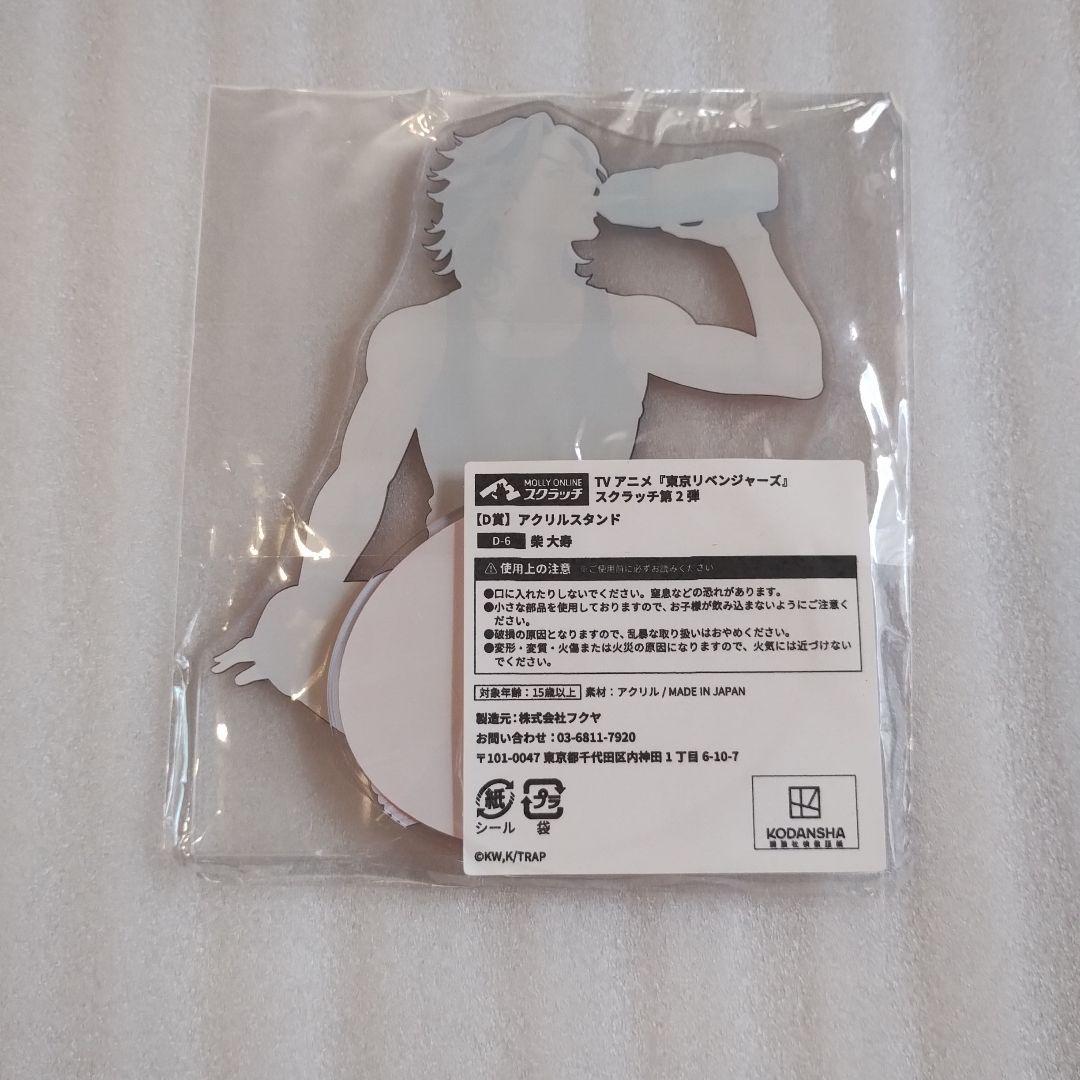 MOLLY ONLINE
スクラッチ
TV アニメ『東京リベンジャーズ』
スクラッチ第 2 弾
【D賞】アクリルスタンド
D-6 柴 大寿
⚠ 使用上の注意 ※ご使用前に必ずお読みください
●口に入れたりしないでください。窒息などの恐れがあります。
●小さな部品を使用しておりますので、お子様が飲み込まないようにご注意く
ださい。
●破損の原因となりますので、乱暴な取り扱いはおやめください。
●変形・変質・火傷または火災の原因になりますので、火気には近づけない
でください。
対象年齢：15歳以上 素材：アクリル / MADE IN JAPAN
製造元：株式会社フクヤ
お問い合わせ：03-6811-7920
〒101-0047 東京都千代田区内神田 1 丁目 6-10-7
紙 プラ
シール 袋
KODANSHA
©KW,K/TRAP